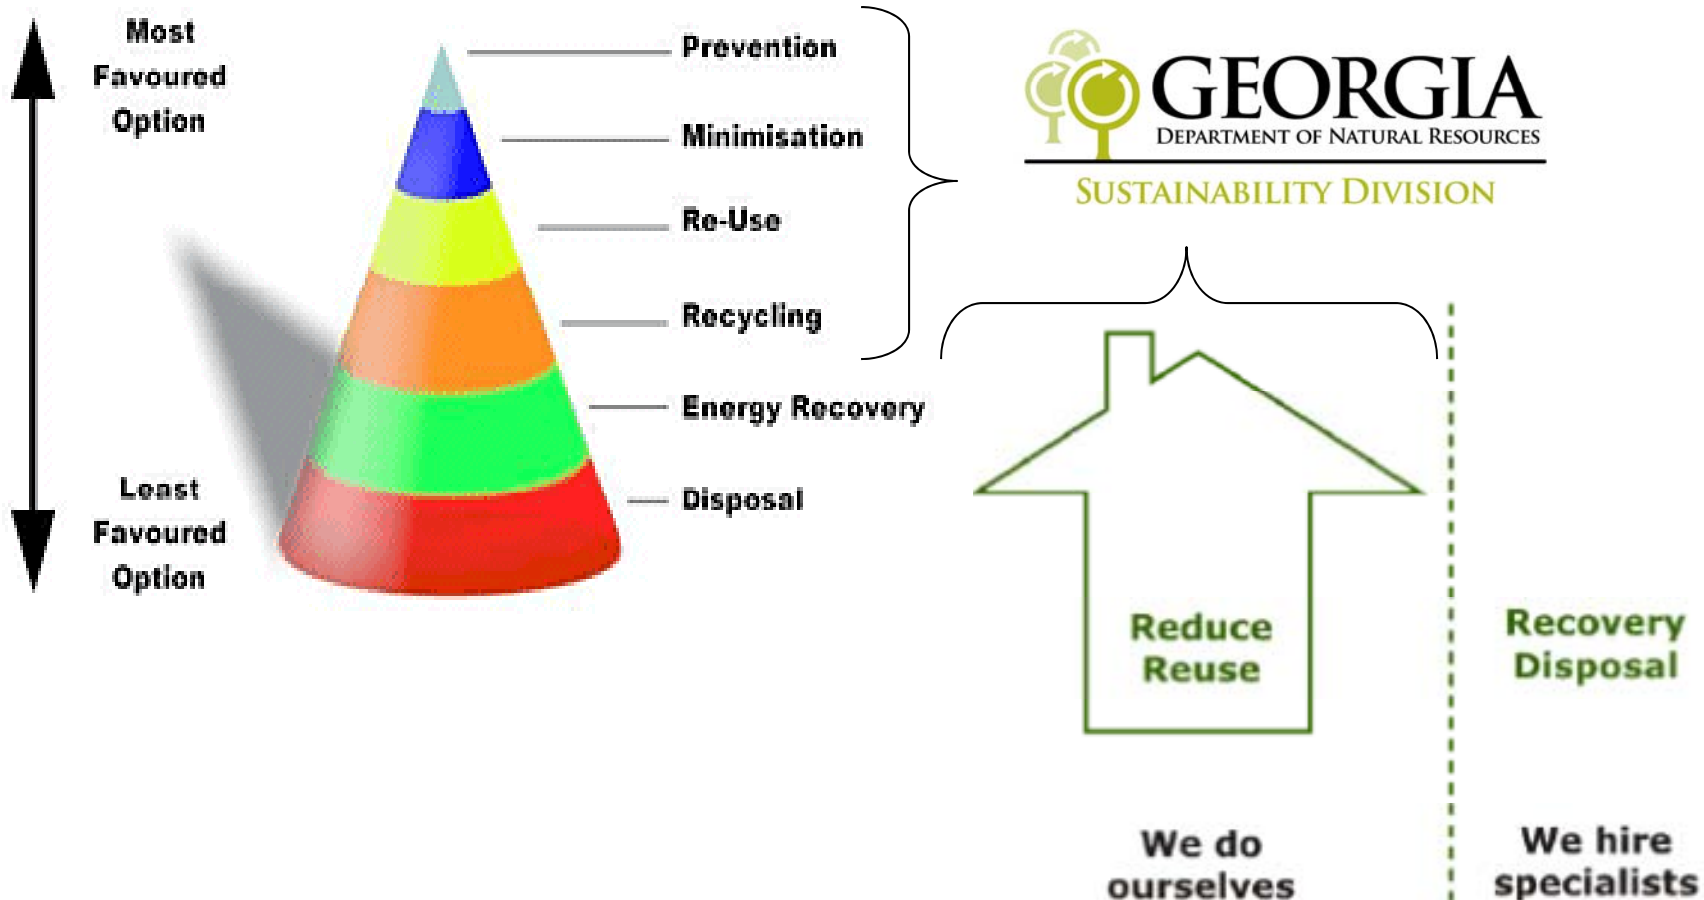 Most
Favoured
Option
Least
Favoured
Option
Prevention
Minimisation
Re-Use
Recycling
Energy Recovery
Disposal
GEORGIA
DEPARTMENT OF NATURAL RESOURCES
SUSTAINABILITY DIVISION
Reduce
Reuse
We do
ourselves
Recovery
Disposal
We hire
specialists